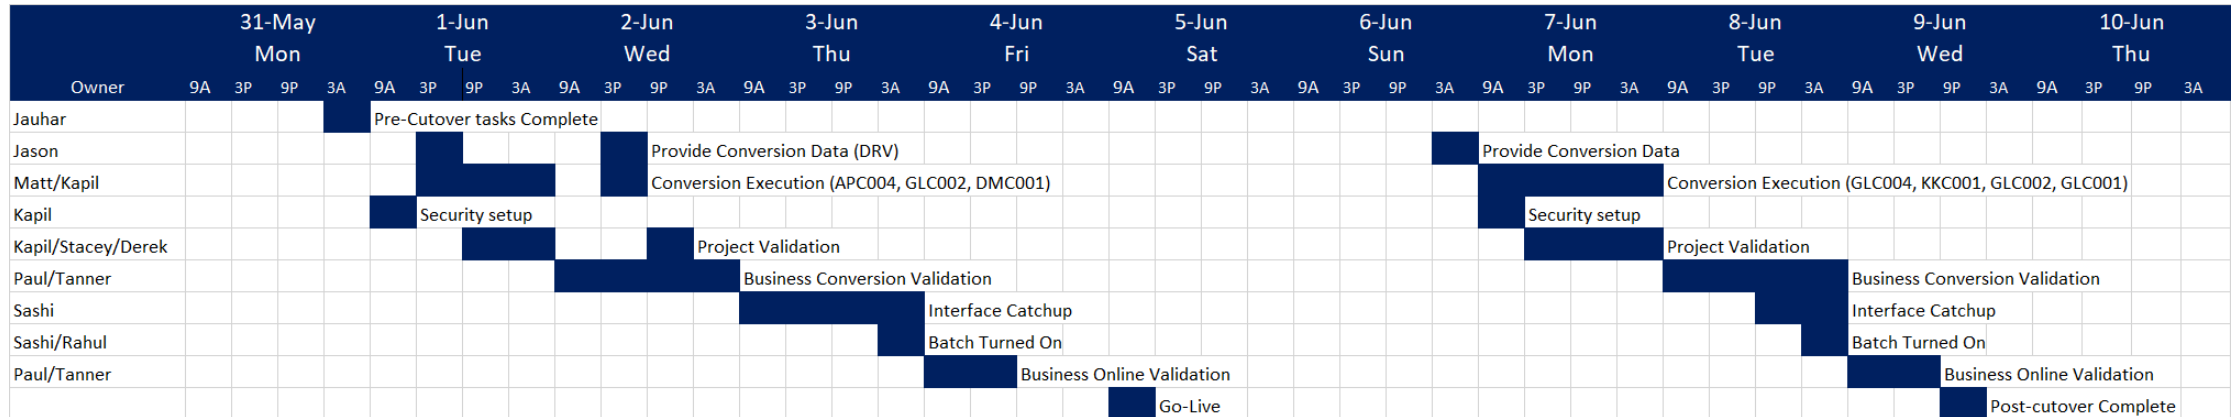 31-May 1-Jun 2-Jun 3-Jun 4-Jun 5-Jun 6-Jun 7-Jun 8-Jun 9-Jun 10-Jun
Mon Tue Wed Thu Fri Sat Sun Mon Tue Wed Thu
Owner 9A 3P 9P 3A 9A 3P 9P 3A 9A 3P 9P 3A 9A 3P 9P 3A 9A 3P 9P 3A 9A 3P 9P 3A 9A 3P 9P 3A 9A 3P 9P 3A 9A 3P 9P 3A 9A 3P 9P 3A 9A 3P 9P 3A
Jauhar Pre-Cutover tasks Complete
Jason Provide Conversion Data (DRV) Provide Conversion Data
Matt/Kapil Conversion Execution (APC004, GLC002, DMC001) Conversion Execution (GLC004, KKC001, GLC002, GLC001)
Kapil Security setup Security setup
Kapil/Stacey/Derek Project Validation Project Validation
Paul/Tanner Business Conversion Validation Business Conversion Validation
Sashi Interface Catchup Interface Catchup
Sashi/Rahul Batch Turned On Batch Turned On
Paul/Tanner Business Online Validation Business Online Validation
Go-Live Post-cutover Complete